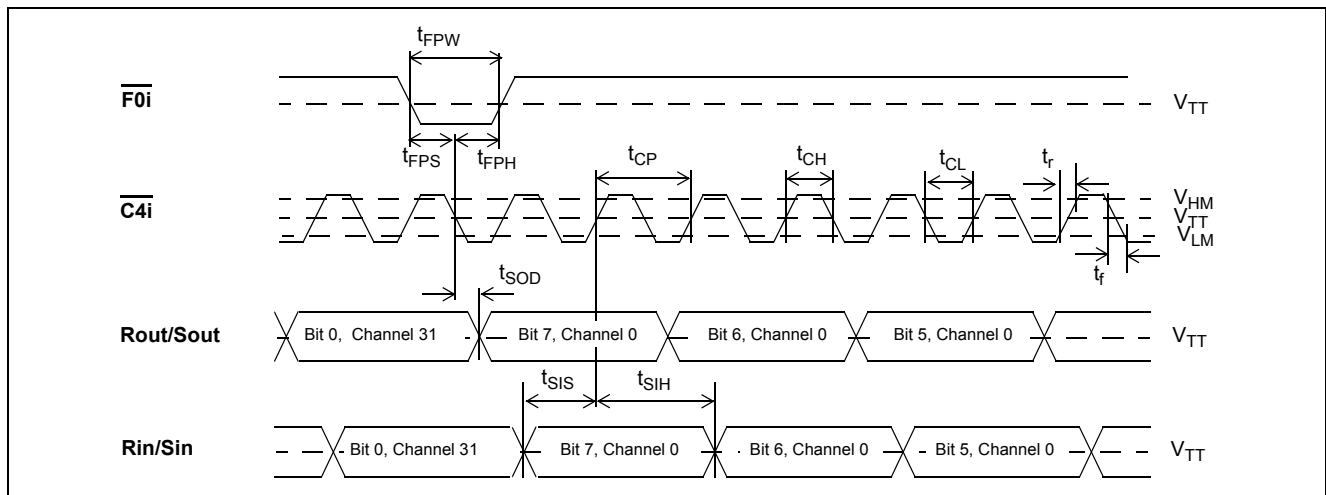 tFPW
F0i
VTT
tFPS
tFPH
tCP
tCH
tCL
tr
C4i
VHM
VTT
VLM
tf
tSOD
Rout/Sout
Bit 0, Channel 31
Bit 7, Channel 0
Bit 6, Channel 0
Bit 5, Channel 0
VTT
tSIS
tSIH
Rin/Sin
Bit 0, Channel 31
Bit 7, Channel 0
Bit 6, Channel 0
Bit 5, Channel 0
VTT